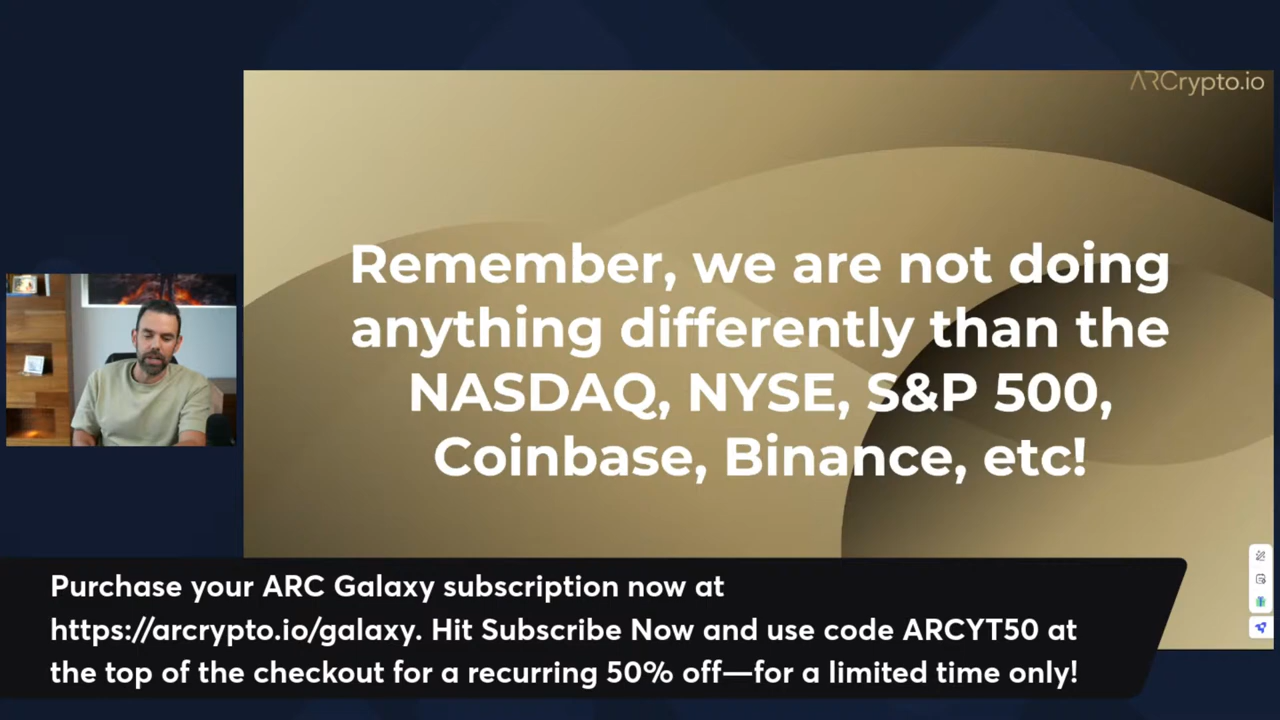 ARCrypto.io
Remember, we are not doing
anything differently than the
NASDAQ, NYSE, S&P 500,
Coinbase, Binance, etc!
Purchase your ARC Galaxy subscription now at
https://arcrypto.io/galaxy. Hit Subscribe Now and use code ARCYT50 at
the top of the checkout for a recurring 50% off—for a limited time only!